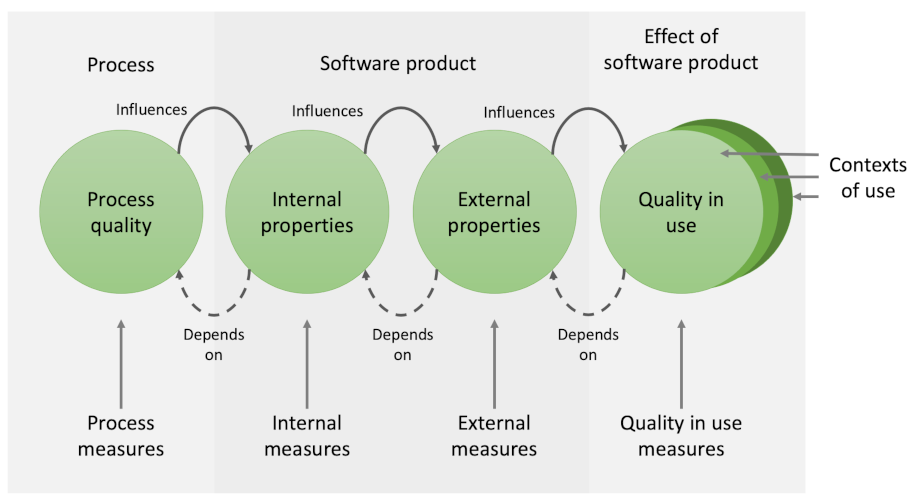 Process
Software product
Effect of
software product
Influences
Influences
Influences
Process
quality
Internal
properties
External
properties
Quality in
use
Contexts
of use
Depends
on
Depends
on
Depends
on
Process
measures
Internal
measures
External
measures
Quality in use
measures